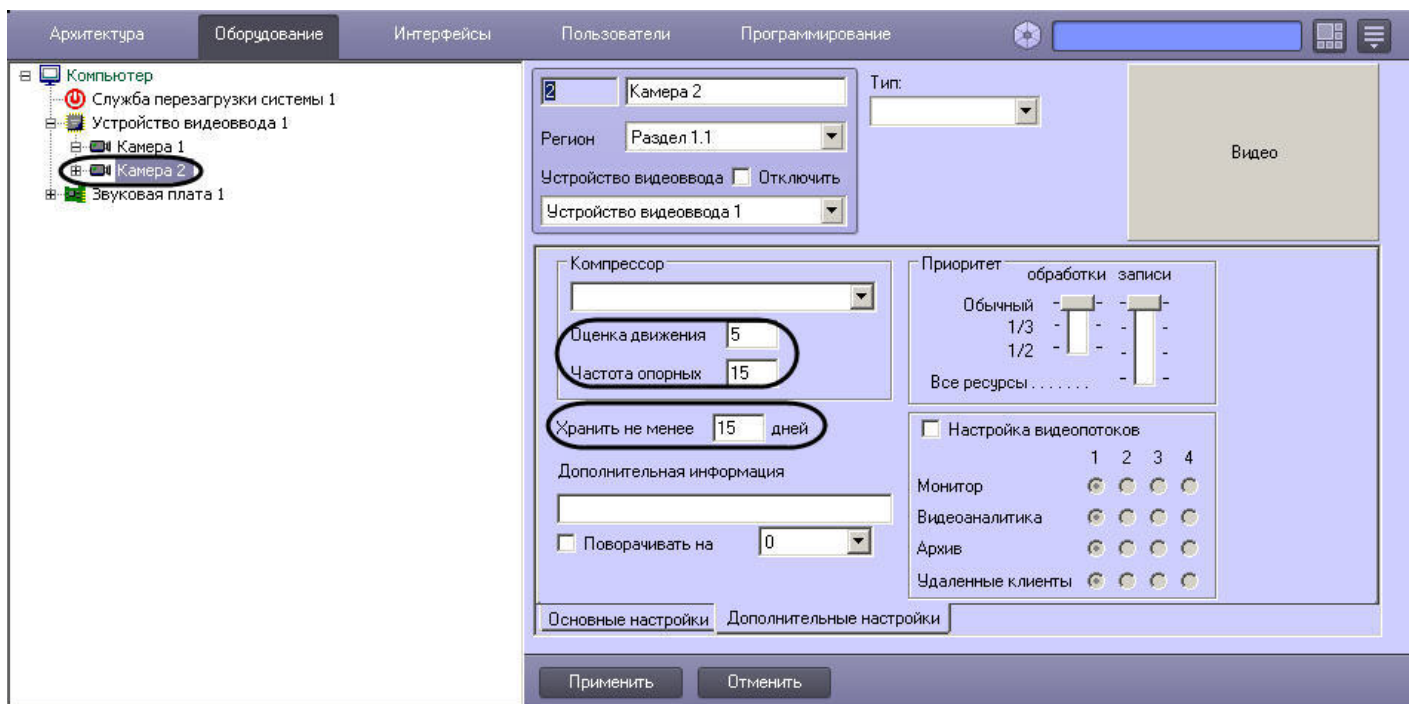 Архитектура Оборудование Интерфейсы Пользователи Программирование
Компьютер
Служба перезагрузки системы 1
Устройство видеоввода 1
Камера 1
Камера 2
Звуковая плата 1
2 Камера 2
Регион Раздел 1.1
Устройство видеоввода Отключить
Устройство видеоввода 1
Тип:
Видео
Компрессор
Оценка движения 5
Частота опорных 15
Хранить не менее 15 дней
Дополнительная информация
Поворачивать на 0
Приоритет
обработки записи
Обычный
1/3
1/2
Все ресурсы .......
Настройка видеопотоков
1 2 3 4
Монитор
Видеоаналитика
Архив
Удаленные клиенты
Основные настройки Дополнительные настройки
Применить Отменить